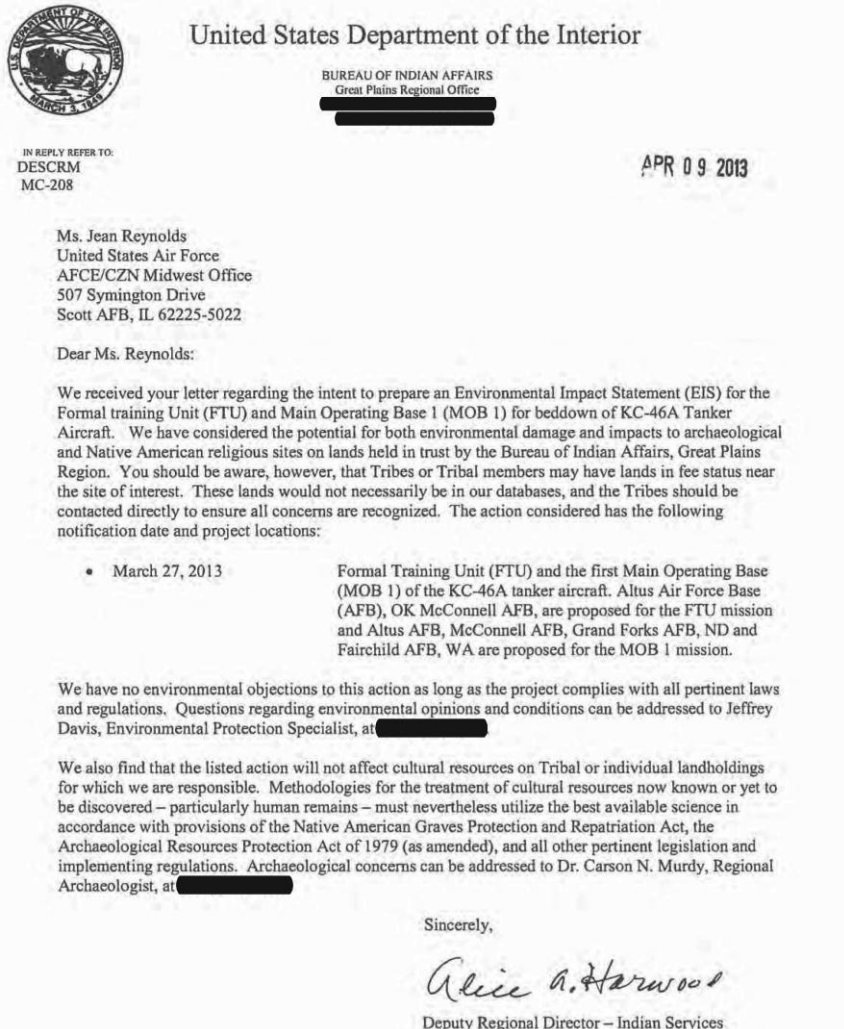 U.S. DEPARTMENT OF THE INTERIOR
MARCH 3, 1849
United States Department of the Interior
BUREAU OF INDIAN AFFAIRS
Great Plains Regional Office
IN REPLY REFER TO:
DESCRM
MC-208
APR 09 2013
Ms. Jean Reynolds
United States Air Force
AFCE/CZN Midwest Office
507 Symington Drive
Scott AFB, IL 62225-5022
Dear Ms. Reynolds:
We received your letter regarding the intent to prepare an Environmental Impact Statement (EIS) for the
Formal training Unit (FTU) and Main Operating Base 1 (MOB 1) for beddown of KC-46A Tanker
Aircraft. We have considered the potential for both environmental damage and impacts to archaeological
and Native American religious sites on lands held in trust by the Bureau of Indian Affairs, Great Plains
Region. You should be aware, however, that Tribes or Tribal members may have lands in fee status near
the site of interest. These lands would not necessarily be in our databases, and the Tribes should be
contacted directly to ensure all concerns are recognized. The action considered has the following
notification date and project locations:
• March 27, 2013 Formal Training Unit (FTU) and the first Main Operating Base
(MOB 1) of the KC-46A tanker aircraft. Altus Air Force Base
(AFB), OK McConnell AFB, are proposed for the FTU mission
and Altus AFB, McConnell AFB, Grand Forks AFB, ND and
Fairchild AFB, WA are proposed for the MOB 1 mission.
We have no environmental objections to this action as long as the project complies with all pertinent laws
and regulations. Questions regarding environmental opinions and conditions can be addressed to Jeffrey
Davis, Environmental Protection Specialist, at
We also find that the listed action will not affect cultural resources on Tribal or individual landholdings
for which we are responsible. Methodologies for the treatment of cultural resources now known or yet to
be discovered – particularly human remains – must nevertheless utilize the best available science in
accordance with provisions of the Native American Graves Protection and Repatriation Act, the
Archaeological Resources Protection Act of 1979 (as amended), and all other pertinent legislation and
implementing regulations. Archaeological concerns can be addressed to Dr. Carson N. Murdy, Regional
Archaeologist, at
Sincerely,
Alice A. Harwood
Deputy Regional Director – Indian Services